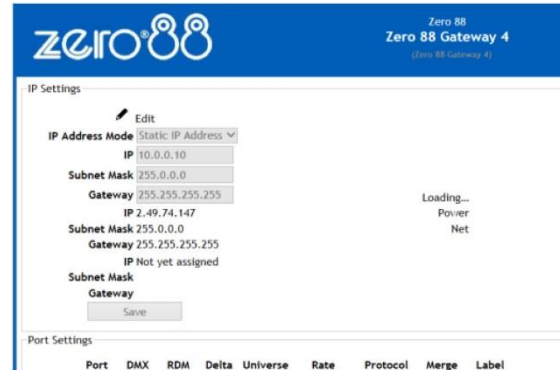 zero®88
Zero 88
Zero 88 Gateway 4
(Zero 88 Gateway 4)
IP Settings
Edit
IP Address Mode Static IP Address
IP 10.0.0.10
Subnet Mask 255.0.0.0
Gateway 255.255.255.255
Loading...
IP 2.49.74.147
Power
Subnet Mask 255.0.0.0
Net
Gateway 255.255.255.255
IP Not yet assigned
Subnet Mask
Gateway
Save
Port Settings
Port DMX RDM Delta Universe Rate Protocol Merge Label